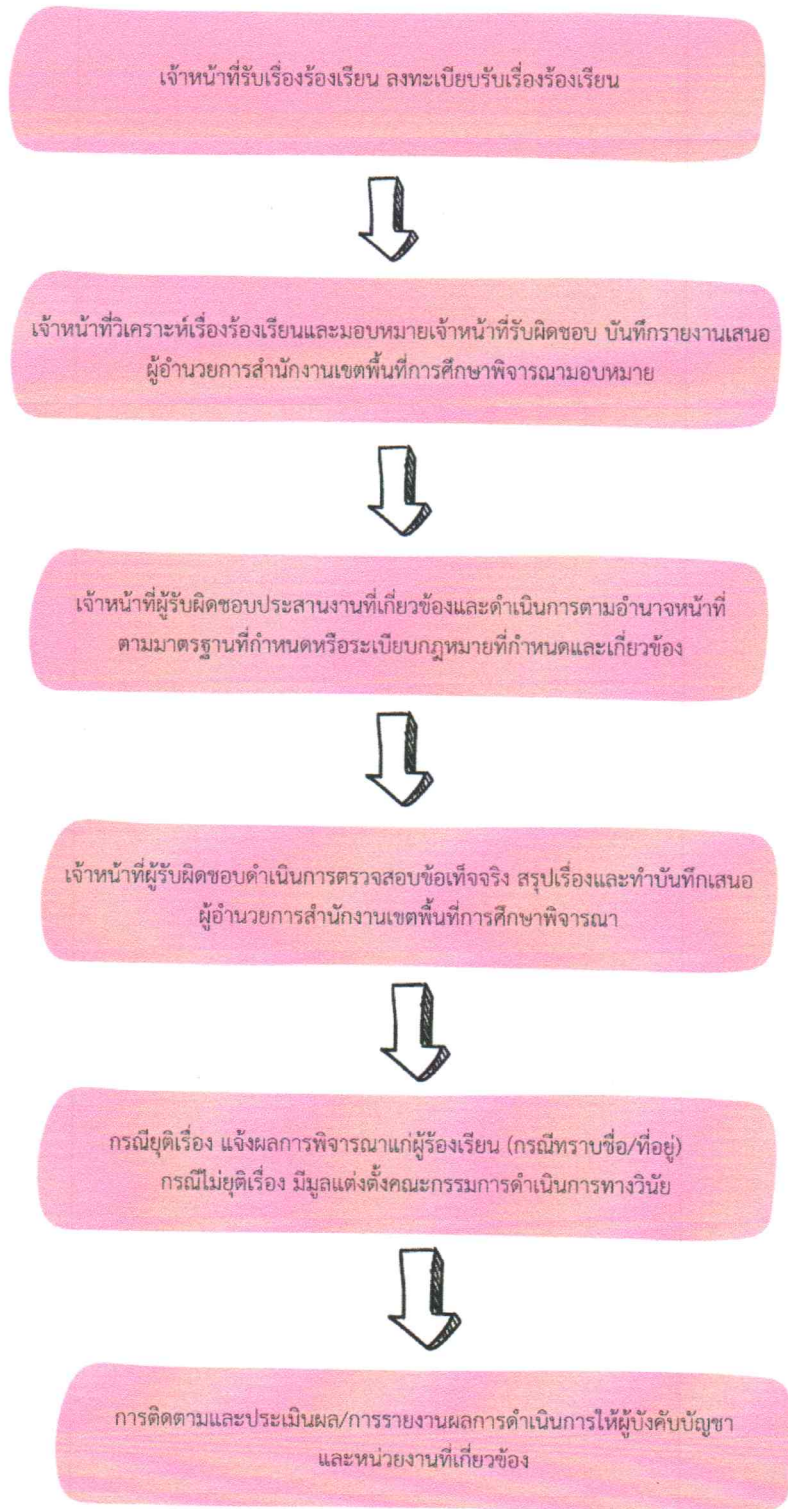 เจ้าหน้าที่รับเรื่องร้องเรียน ลงทะเบียบรับเรื่องร้องเรียน
เจ้าหน้าที่วิเคราะห์เรื่องร้องเรียนและมอบหมายเจ้าหน้าที่รับผิดชอบ บันทึกรายงานเสนอ
ผู้อำนวยการสำนักงานเขตพื้นที่การศึกษาพิจารณามอบหมาย
เจ้าหน้าที่ผู้รับผิดชอบประสานงานที่เกี่ยวข้องและดำเนินการตามอำนาจหน้าที่
ตามมาตรฐานที่กำหนดหรือระเบียบกฎหมายที่กำหนดและเกี่ยวข้อง
เจ้าหน้าที่ผู้รับผิดชอบดำเนินการตรวจสอบข้อเท็จจริง สรุปเรื่องและทำบันทึกเสนอ
ผู้อำนวยการสำนักงานเขตพื้นที่การศึกษาพิจารณา
กรณียุติเรื่อง แจ้งผลการพิจารณาแก่ผู้ร้องเรียน (กรณีทราบชื่อ/ที่อยู่)
กรณีไม่ยุติเรื่อง มีมูลแต่งตั้งคณะกรรมการดำเนินการทางวินัย
การติดตามและประเมินผล/การรายงานผลการดำเนินการให้ผู้บังคับบัญชา
และหน่วยงานที่เกี่ยวข้อง